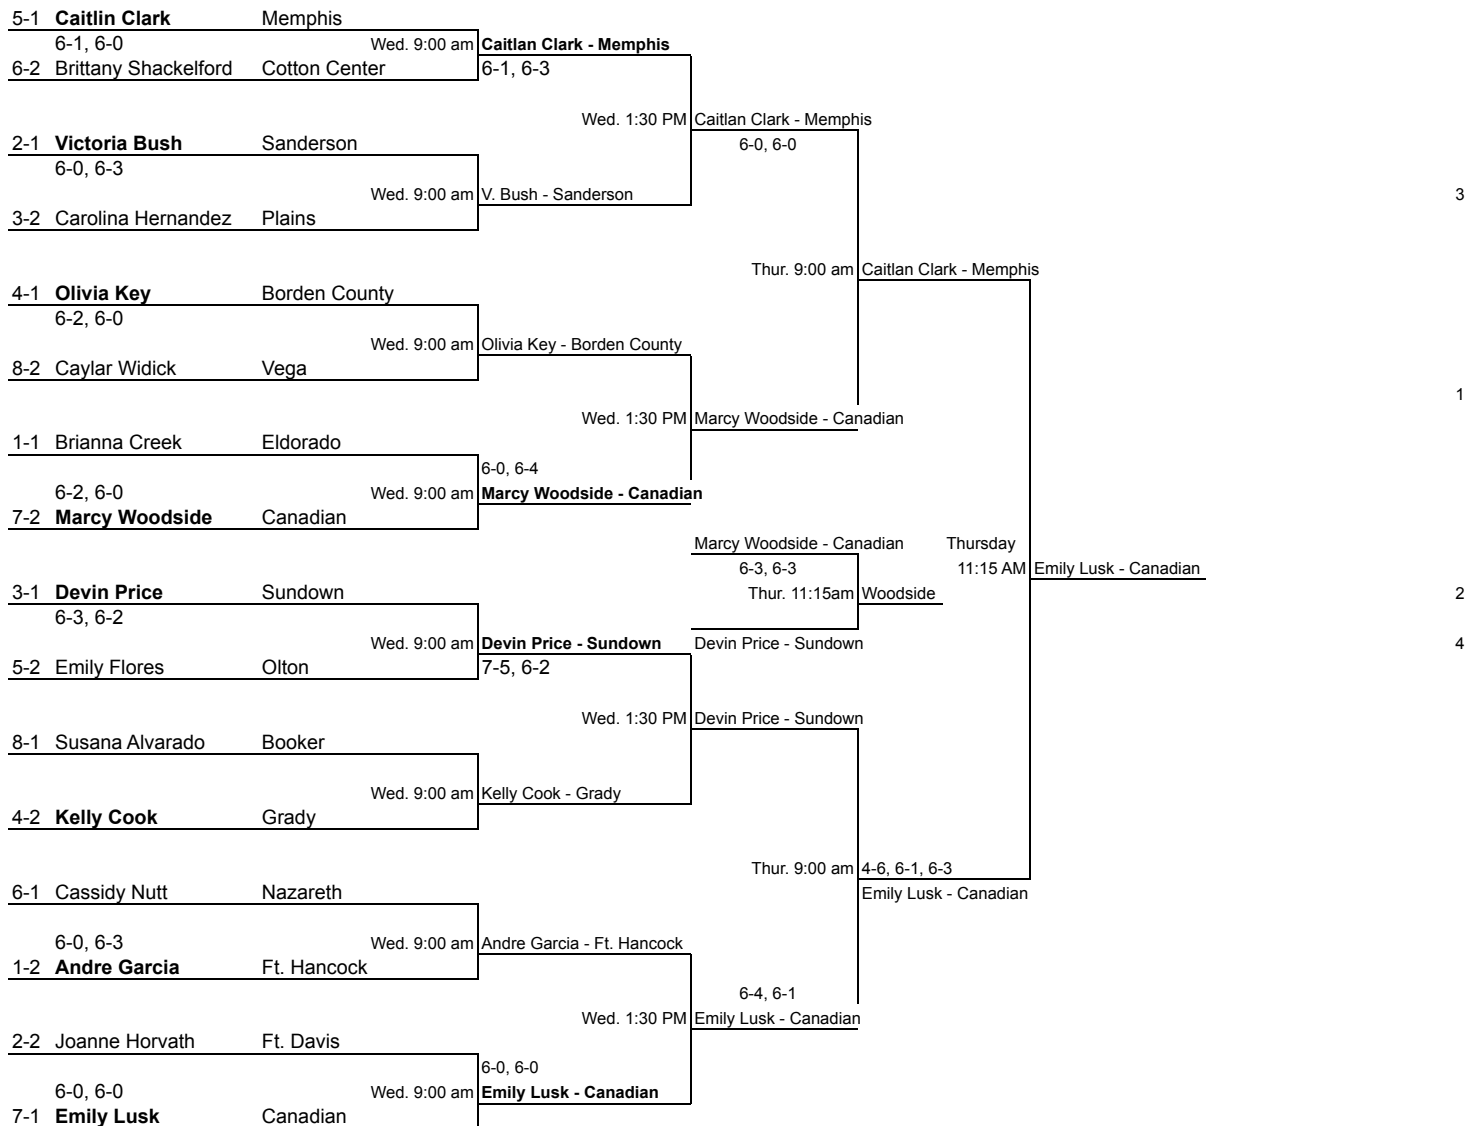 5-1 Caitlin Clark Memphis
6-1, 6-0 Wed. 9:00 am Caitlan Clark - Memphis
6-2 Brittany Shackelford Cotton Center 6-1, 6-3
Wed. 1:30 PM Caitlan Clark - Memphis
2-1 Victoria Bush Sanderson 6-0, 6-0
6-0, 6-3
Wed. 9:00 am V. Bush - Sanderson 3
3-2 Carolina Hernandez Plains
Thur. 9:00 am Caitlan Clark - Memphis
4-1 Olivia Key Borden County
6-2, 6-0
Wed. 9:00 am Olivia Key - Borden County
8-2 Caylar Widick Vega
1
Wed. 1:30 PM Marcy Woodside - Canadian
1-1 Brianna Creek Eldorado
6-0, 6-4
6-2, 6-0 Wed. 9:00 am Marcy Woodside - Canadian
7-2 Marcy Woodside Canadian
Marcy Woodside - Canadian Thursday
6-3, 6-3 11:15 AM Emily Lusk - Canadian
3-1 Devin Price Sundown Thur. 11:15am Woodside 2
6-3, 6-2
Wed. 9:00 am Devin Price - Sundown Devin Price - Sundown 4
5-2 Emily Flores Olton 7-5, 6-2
Wed. 1:30 PM Devin Price - Sundown
8-1 Susana Alvarado Booker
Wed. 9:00 am Kelly Cook - Grady
4-2 Kelly Cook Grady
Thur. 9:00 am 4-6, 6-1, 6-3
6-1 Cassidy Nutt Nazareth Emily Lusk - Canadian
6-0, 6-3 Wed. 9:00 am Andre Garcia - Ft. Hancock
1-2 Andre Garcia Ft. Hancock
6-4, 6-1
Wed. 1:30 PM Emily Lusk - Canadian
2-2 Joanne Horvath Ft. Davis
6-0, 6-0
6-0, 6-0 Wed. 9:00 am Emily Lusk - Canadian
7-1 Emily Lusk Canadian